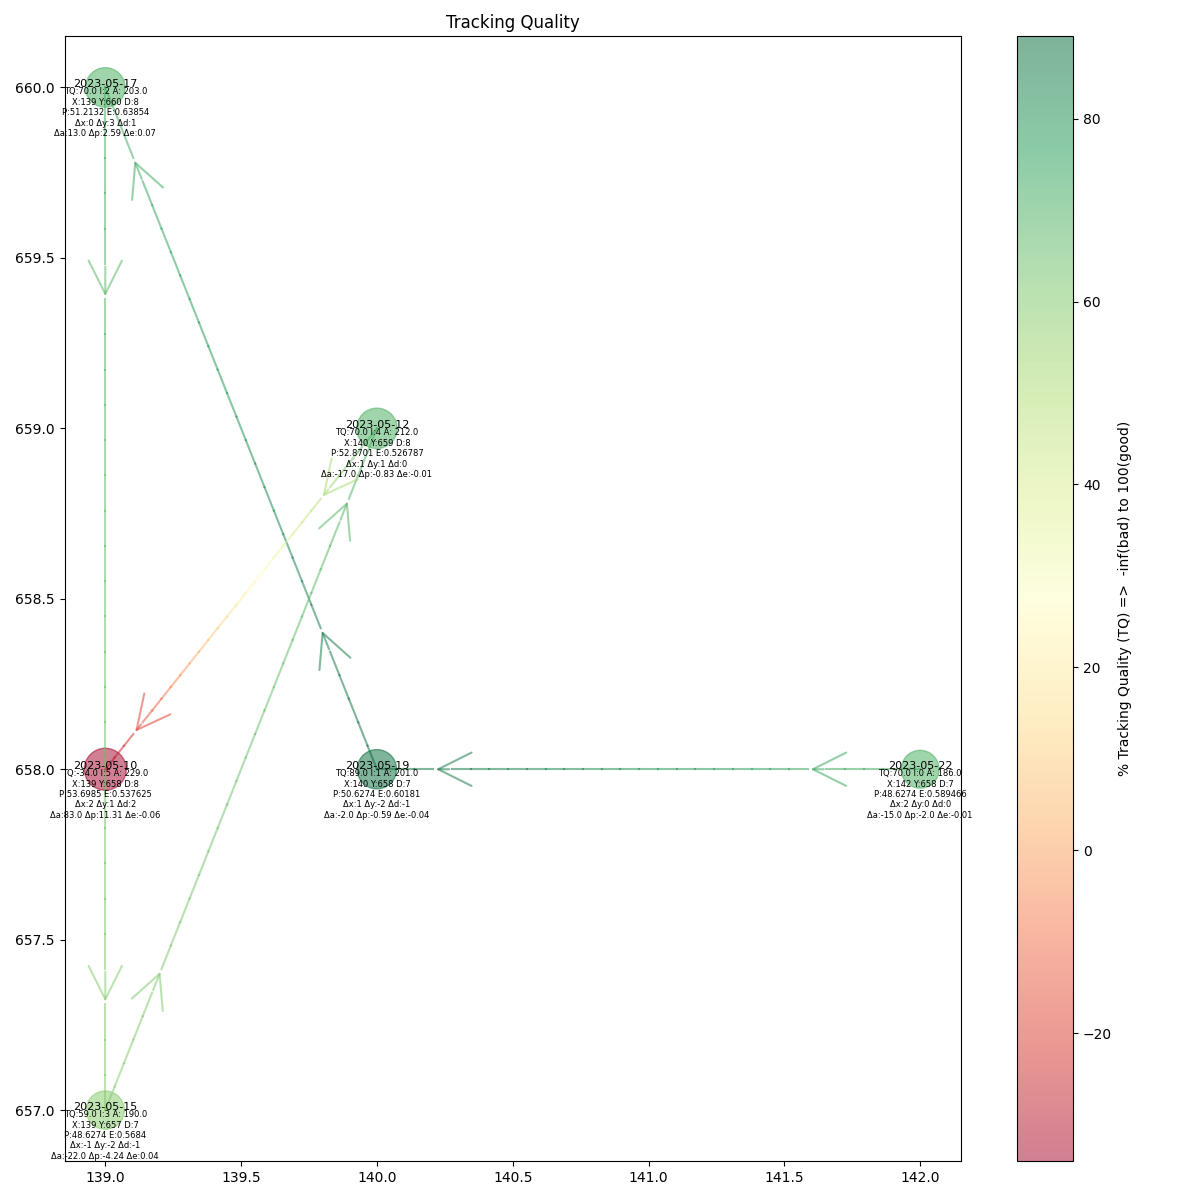 Tracking Quality
660.0
659.5
659.0
658.5
658.0
657.5
657.0
2023-05-17
TQ:70.0 I:2 A: 203.0
X:139 Y:660 D:8
P:51.2132 E:0.63854
Δx:0 Δy:3 Δd:1
Δa:13.0 Δp:2.59 Δe:0.07
2023-05-12
TQ:70.0 I:4 A: 212.0
X:140 Y:659 D:8
P:52.8701 E:0.526787
Δx:1 Δy:1 Δd:0
Δa:-17.0 Δp:-0.83 Δe:-0.01
2023-05-10
TQ:-34.0 I:5 A: 229.0
X:139 Y:658 D:8
P:53.6985 E:0.537625
Δx:2 Δy:1 Δd:2
Δa:83.0 Δp:11.31 Δe:-0.06
2023-05-19
TQ:89.0 I:1 A: 201.0
X:140 Y:658 D:7
P:50.6274 E:0.60181
Δx:1 Δy:-2 Δd:-1
Δa:-2.0 Δp:-0.59 Δe:-0.04
2023-05-22
TQ:70.0 I:0 A: 186.0
X:142 Y:658 D:7
P:48.6274 E:0.589466
Δx:2 Δy:0 Δd:0
Δa:-15.0 Δp:-2.0 Δe:-0.01
2023-05-15
TQ:59.0 I:3 A: 190.0
X:139 Y:657 D:7
P:48.6274 E:0.5684
Δx:-1 Δy:-2 Δd:-1
Δa:-22.0 Δp:-4.24 Δe:0.04
139.0 139.5 140.0 140.5 141.0 141.5 142.0
80
60
40
20
0
−20
% Tracking Quality (TQ) => -inf(bad) to 100(good)